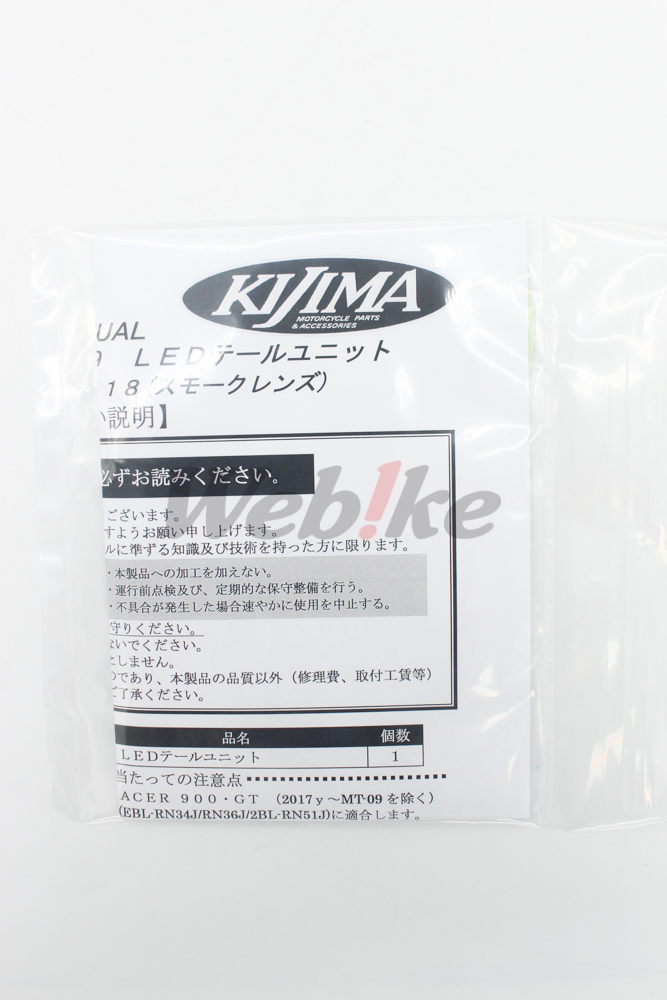 KIJIMA
MOTORCYCLE PARTS
& ACCESSORIES
UAL
9 LEDテールユニット
18(スモークレンズ)
い説明】
必ずお読みください。
ございます。
すようお願い申し上げます。
ルに準ずる知識及び技術を持った方に限ります。
・本製品への加工を加えない。
・運行前点検及び、定期的な保守整備を行う。
・不具合が発生した場合速やかに使用を中止する。
守りください。
ないでください。
たしません。
つであり、本製品の品質以外(修理費、取付工賃等)
ご了承ください。
品名 個数
LEDテールユニット 1
当たっての注意点
ACER 900・GT (2017y～MT-09を除く)
(EBL-RN34J/RN36J/2BL-RN51J)に適合します。
Webike